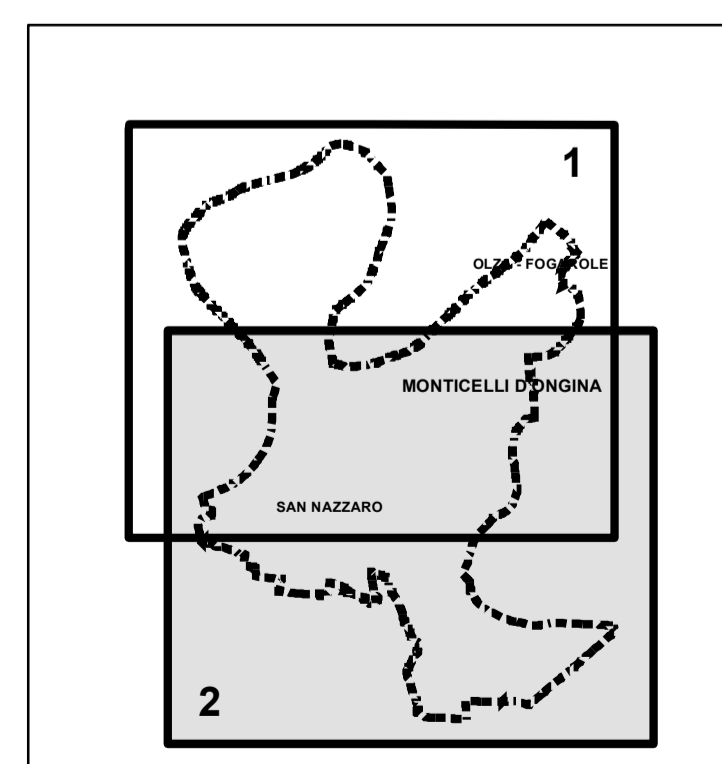 1
OLZA - FOGAROLE
MONTICELLI D'ONGINA
SAN NAZZARO
2